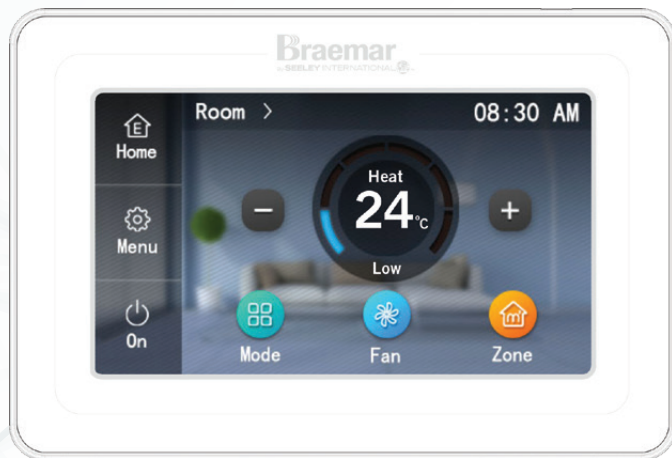 Braemar
by SEELEY INTERNATIONAL
Room >
08:30 AM
E
Home
Heat
24°C
Low
− +
Menu
On
Mode
Fan
m
Zone